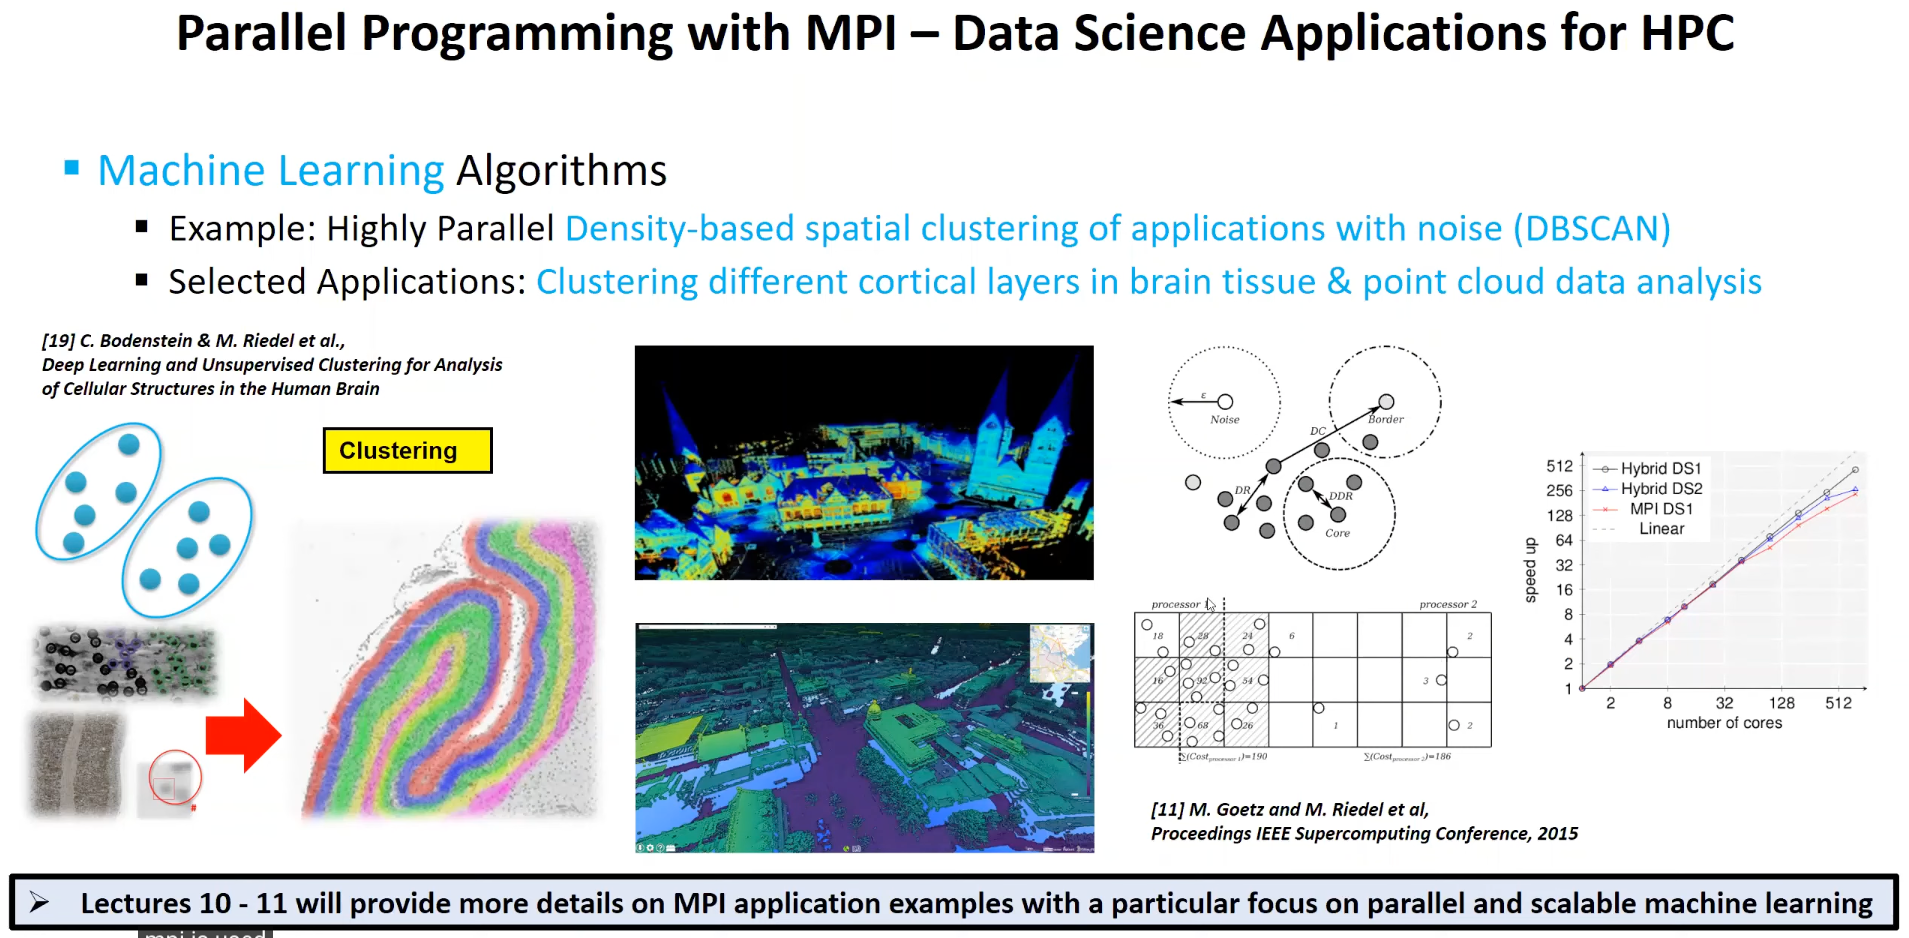 Parallel Programming with MPI – Data Science Applications for HPC
Machine Learning Algorithms
Example: Highly Parallel Density-based spatial clustering of applications with noise (DBSCAN)
Selected Applications: Clustering different cortical layers in brain tissue & point cloud data analysis
[19] C. Bodenstein & M. Riedel et al.,
Deep Learning and Unsupervised Clustering for Analysis
of Cellular Structures in the Human Brain
Clustering
#
ε
Noise
Border
DC
DR
DDR
Core
processor 1
processor 2
18 28 24 6 2
16 92 54 3
36 68 26 1 2
∑(Cost processor 1)=190
∑(Cost processor 2)=186
[11] M. Goetz and M. Riedel et al,
Proceedings IEEE Supercomputing Conference, 2015
Hybrid DS1
Hybrid DS2
MPI DS1
Linear
speed up
512
256
128
64
32
16
8
4
2
1
2 8 32 128 512
number of cores
Lectures 10 - 11 will provide more details on MPI application examples with a particular focus on parallel and scalable machine learning
mpi is used